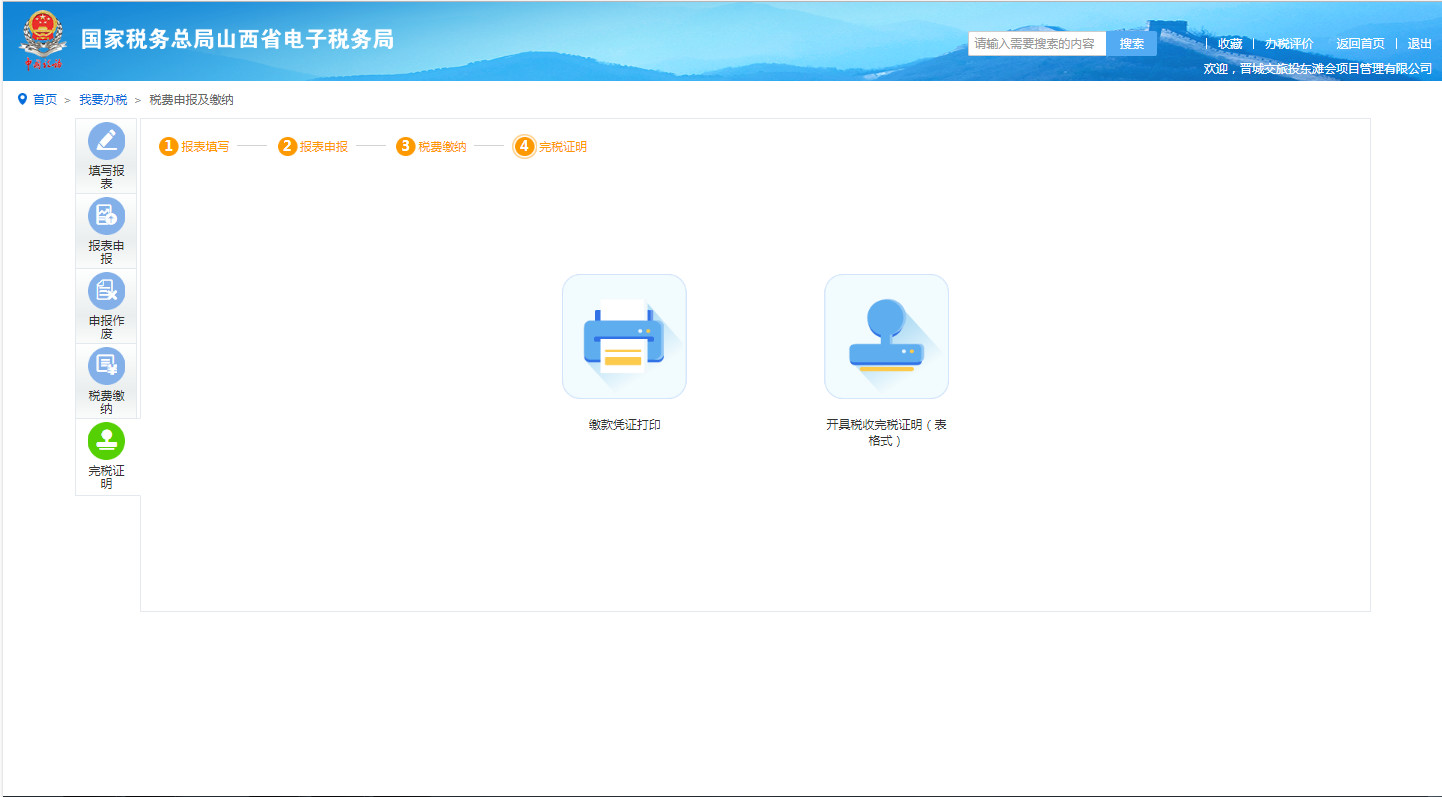 国家税务总局山西省电子税务局
请输入需要搜索的内容 搜索 | 收藏 | 办税评价 返回首页 | 退出
欢迎，晋城交旅投东滩会项目管理有限公司
首页 > 我要办税 > 税费申报及缴纳
1 报表填写 2 报表申报 3 税费缴纳 4 完税证明
填写报
表
报表申
报
申报作
废
税费缴
纳
完税证
明
缴款凭证打印
开具税收完税证明（表
格式）